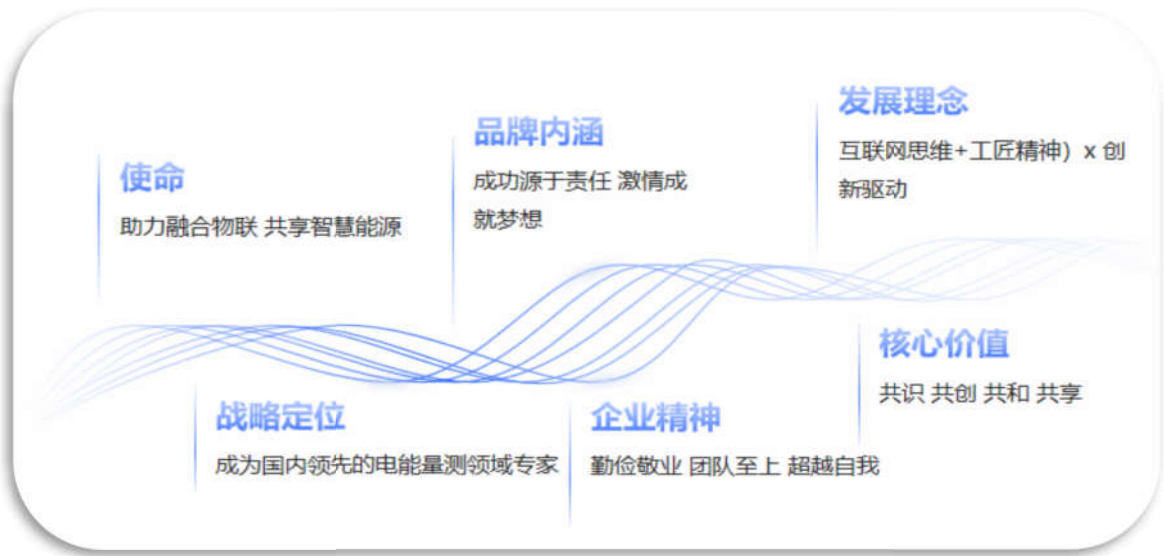 使命
助力融合物联 共享智慧能源
品牌内涵
成功源于责任 激情成
就梦想
发展理念
互联网思维+工匠精神）x 创
新驱动
战略定位
成为国内领先的电能量测领域专家
企业精神
勤俭敬业 团队至上 超越自我
核心价值
共识 共创 共和 共享